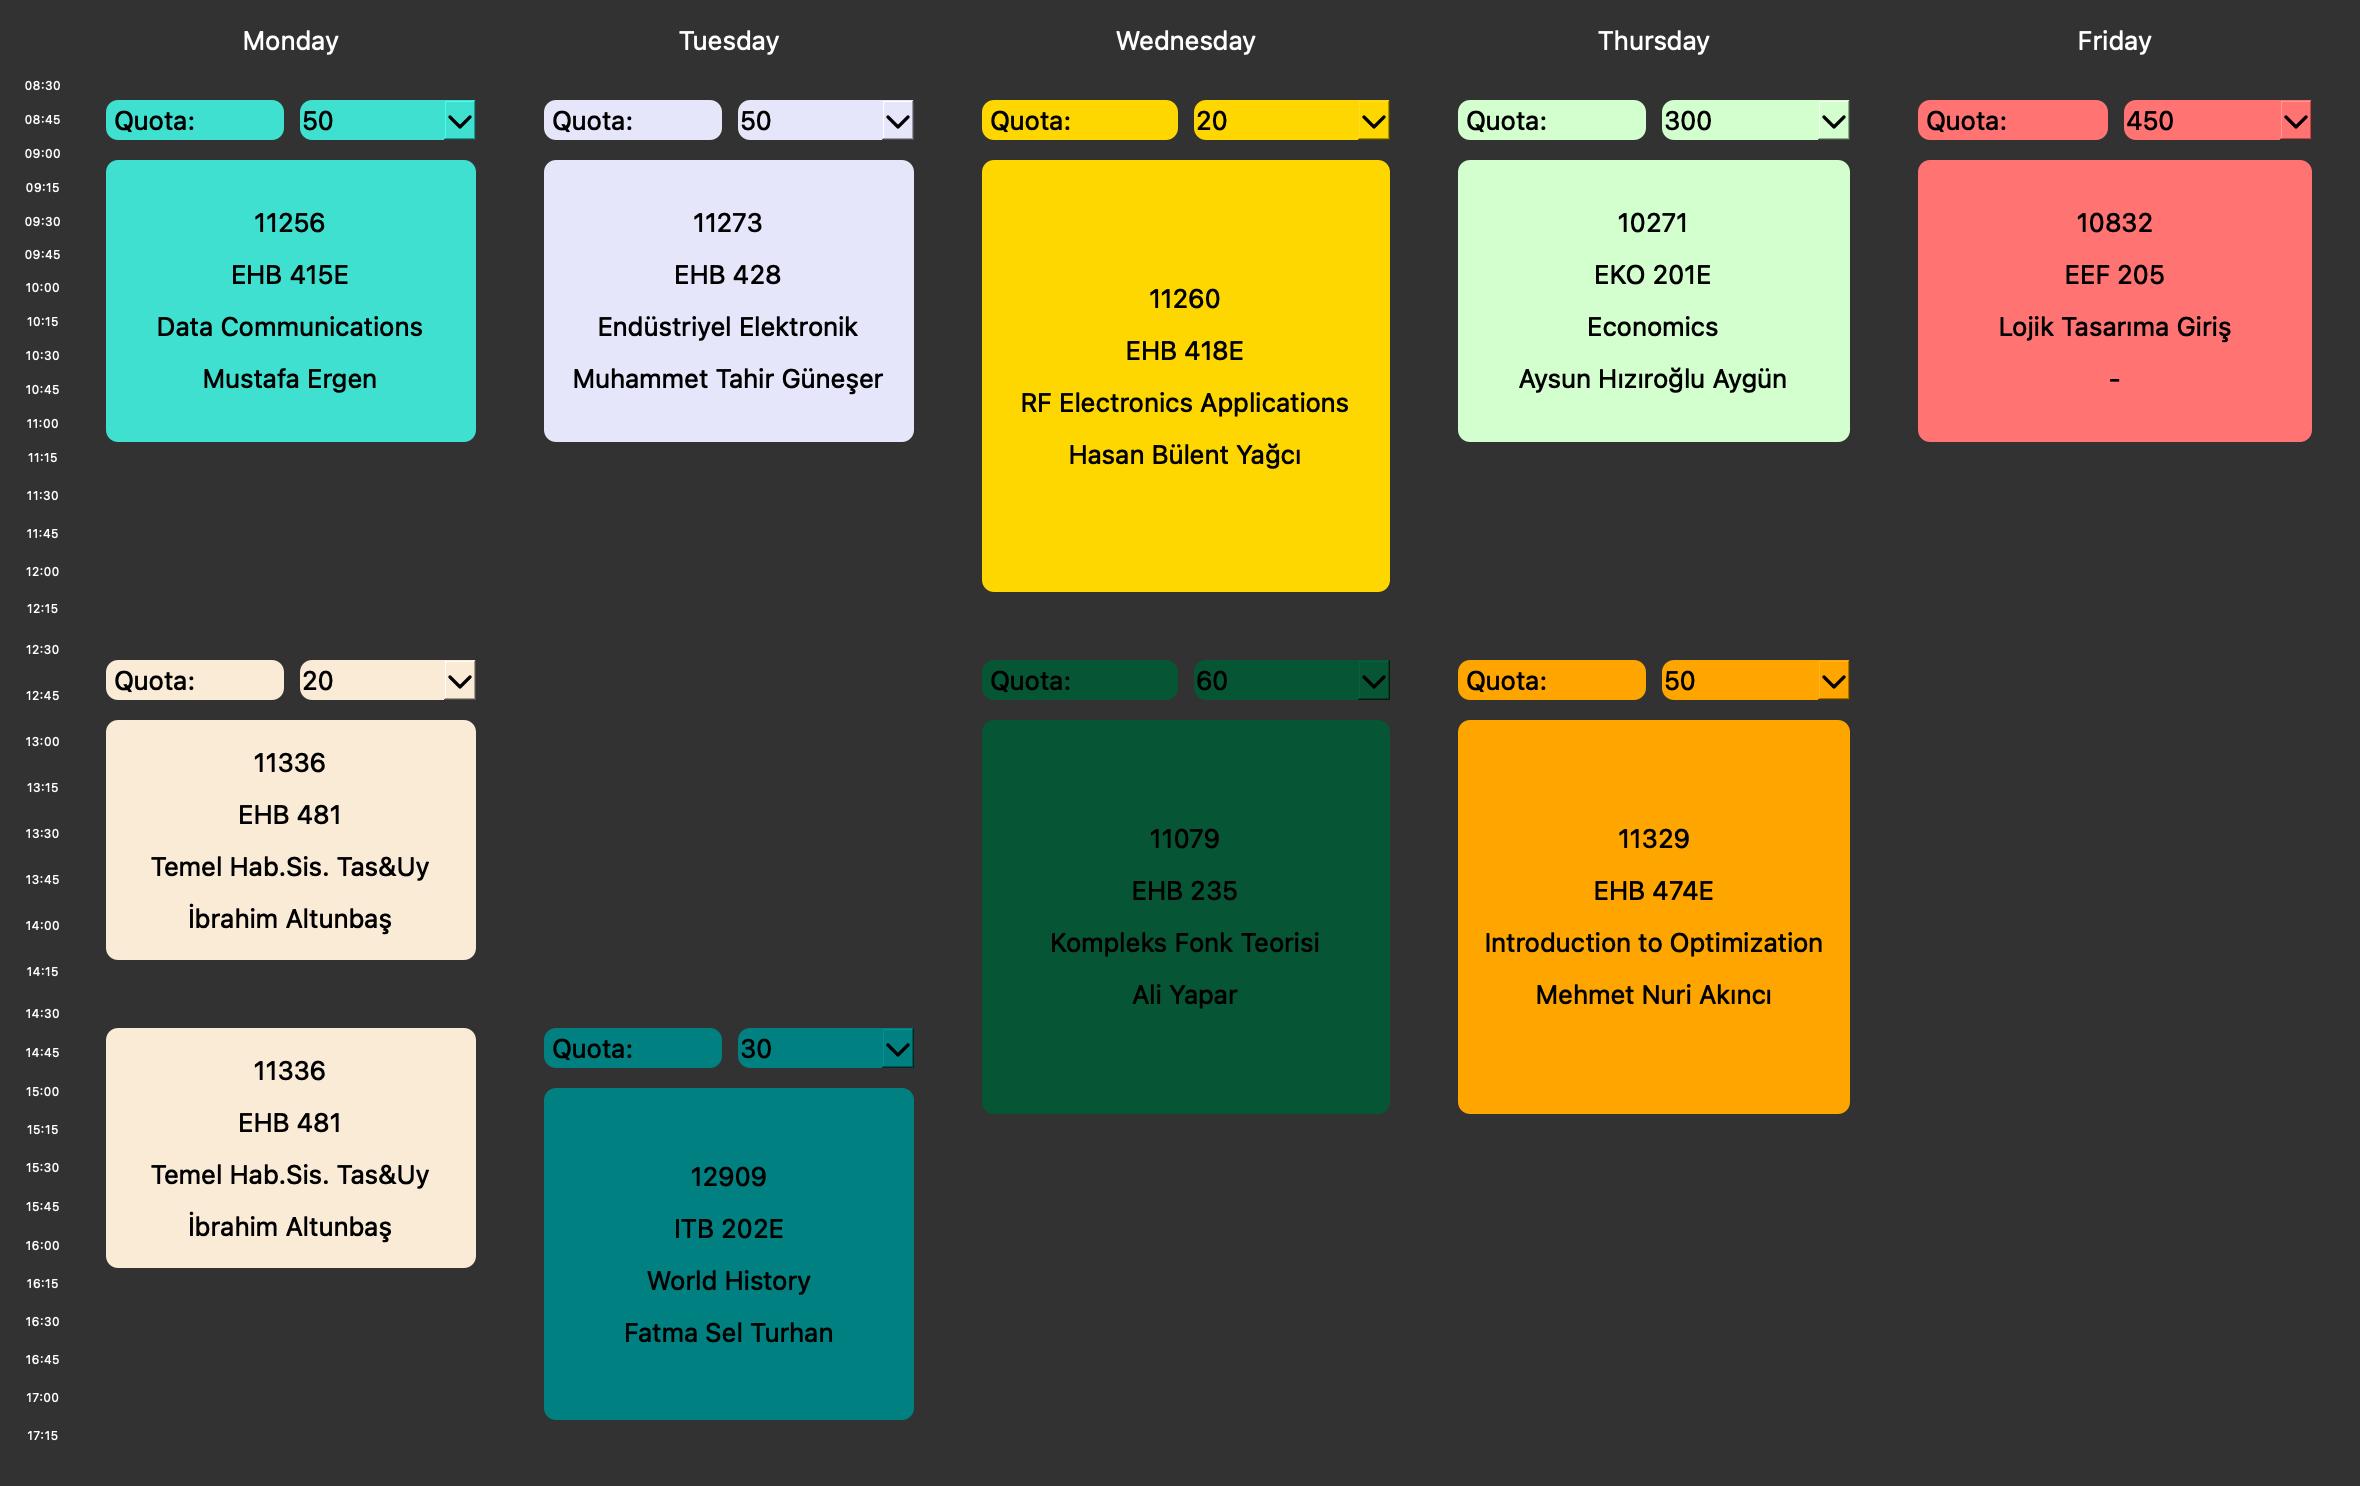 Monday
Tuesday
Wednesday
Thursday
Friday
08:30
08:45
09:00
09:15
09:30
09:45
10:00
10:15
10:30
10:45
11:00
11:15
11:30
11:45
12:00
12:15
12:30
12:45
13:00
13:15
13:30
13:45
14:00
14:15
14:30
14:45
15:00
15:15
15:30
15:45
16:00
16:15
16:30
16:45
17:00
17:15
Quota: 50
11256
EHB 415E
Data Communications
Mustafa Ergen
Quota: 20
11336
EHB 481
Temel Hab.Sis. Tas&Uy
İbrahim Altunbaş
11336
EHB 481
Temel Hab.Sis. Tas&Uy
İbrahim Altunbaş
Quota: 50
11273
EHB 428
Endüstriyel Elektronik
Muhammet Tahir Güneşer
Quota: 30
12909
ITB 202E
World History
Fatma Sel Turhan
Quota: 20
11260
EHB 418E
RF Electronics Applications
Hasan Bülent Yağcı
Quota: 60
11079
EHB 235
Kompleks Fonk Teorisi
Ali Yapar
Quota: 300
10271
EKO 201E
Economics
Aysun Hızıroğlu Aygün
Quota: 50
11329
EHB 474E
Introduction to Optimization
Mehmet Nuri Akıncı
Quota: 450
10832
EEF 205
Lojik Tasarıma Giriş
-